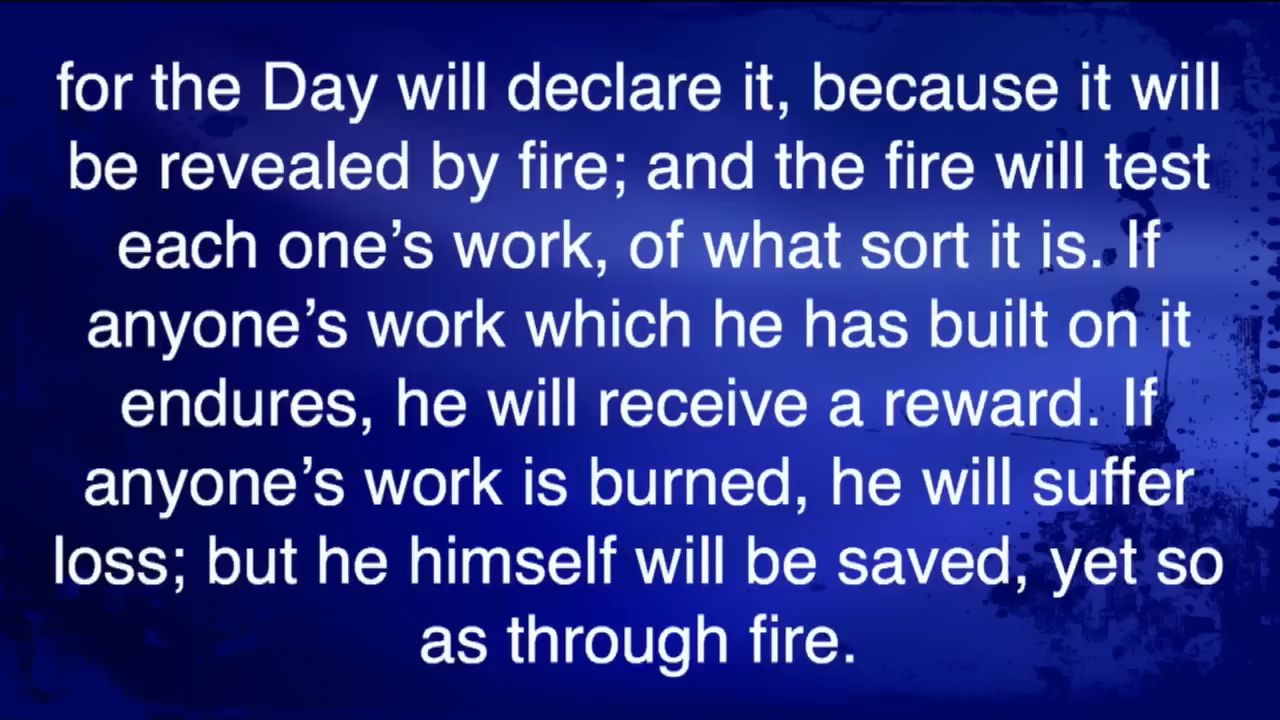 for the Day will declare it, because it will
be revealed by fire; and the fire will test
each one’s work, of what sort it is. If
anyone’s work which he has built on it
endures, he will receive a reward. If
anyone’s work is burned, he will suffer
loss; but he himself will be saved, yet so
as through fire.